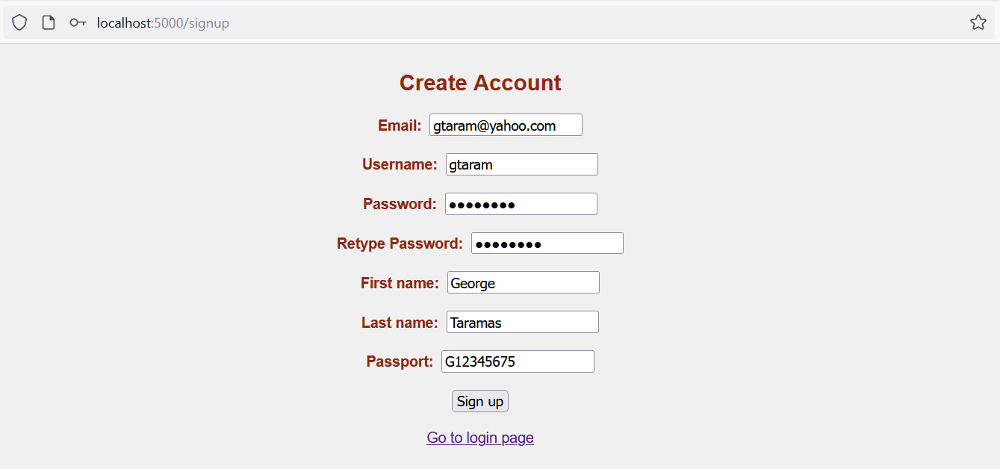 localhost:5000/signup
Create Account
Email: gtaram@yahoo.com
Username: gtaram
Password: ●●●●●●●●
Retype Password: ●●●●●●●●
First name: George
Last name: Taramas
Passport: G12345675
Sign up
Go to login page